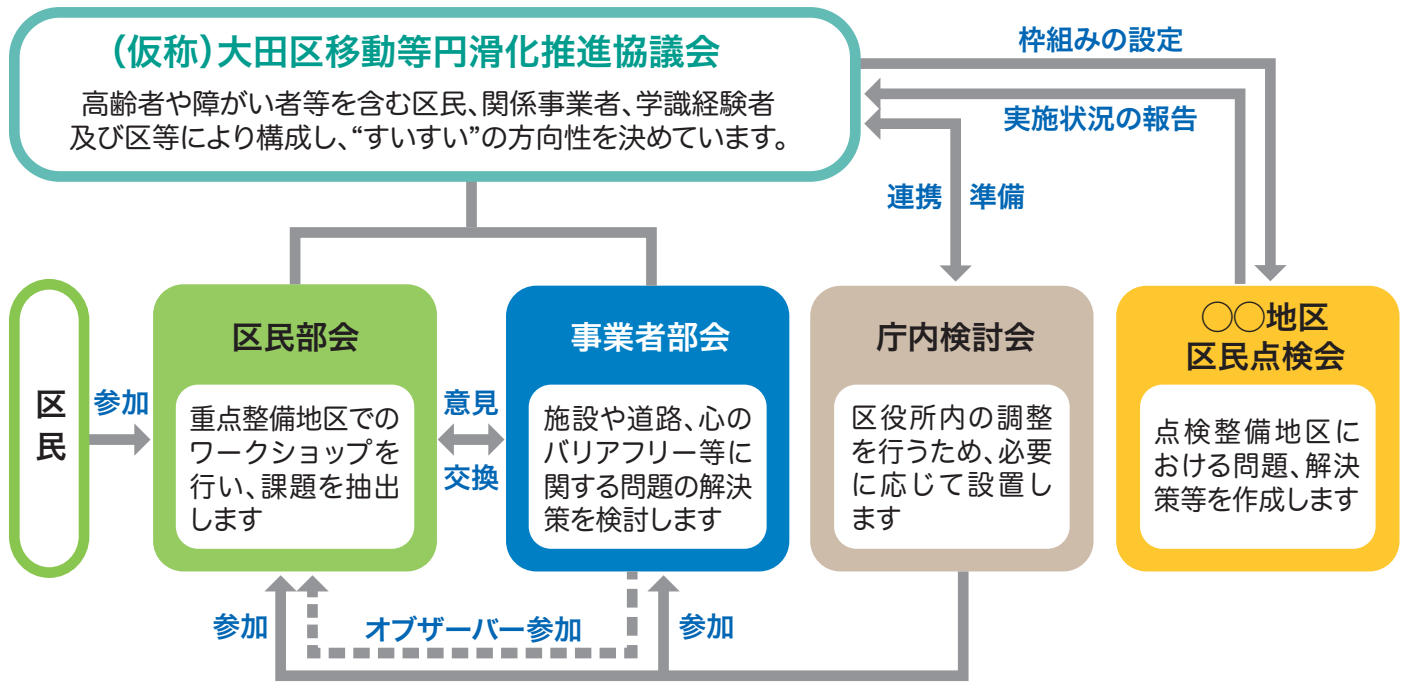 （仮称）大田区移動等円滑化推進協議会
高齢者や障がい者等を含む区民、関係事業者、学識経験者
及び区等により構成し、“すいすい”の方向性を決めています。
枠組みの設定
実施状況の報告
連携 準備
区民
参加
区民部会
重点整備地区での
ワークショップを
行い、課題を抽出
します
意見
交換
事業者部会
施設や道路、心の
バリアフリー等に
関する問題の解決
策を検討します
庁内検討会
区役所内の調整
を行うため、必要
に応じて設置し
ます
○○地区
区民点検会
点検整備地区に
おける問題、解決
策等を作成します
参加
オブザーバー参加
参加